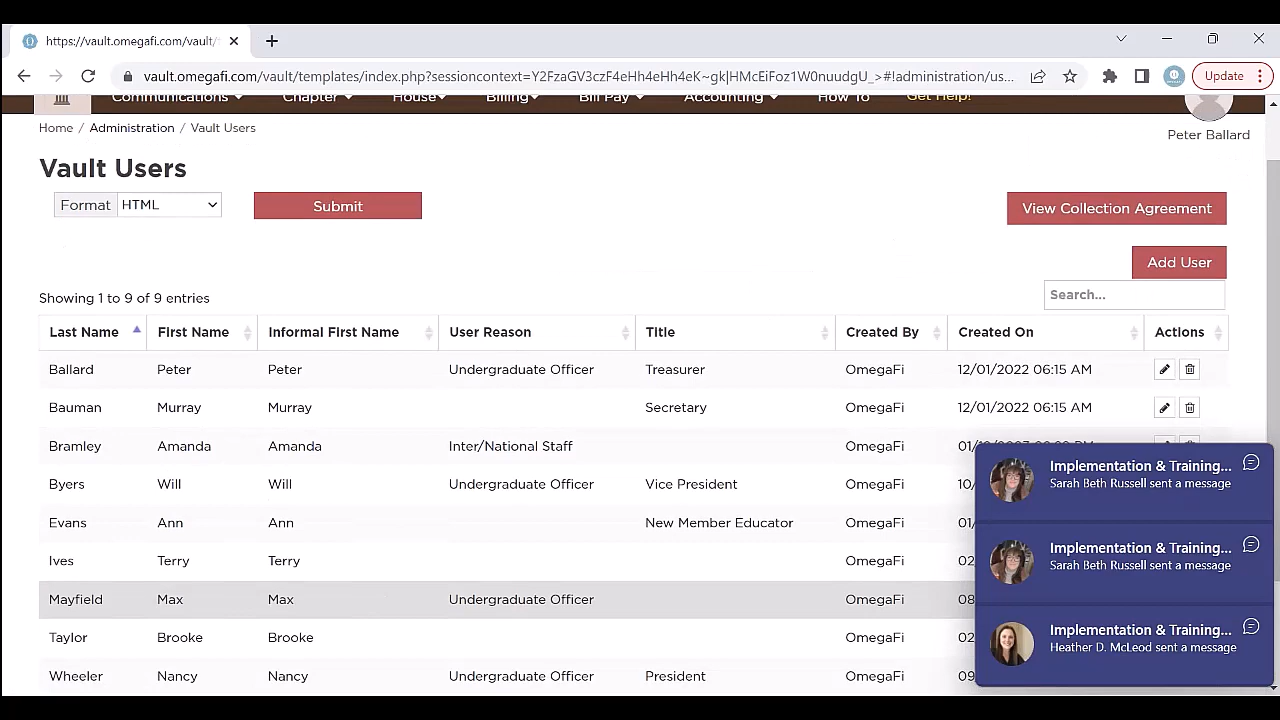 https://vault.omegafi.com/vault/
vault.omegafi.com/vault/templates/index.php?sessioncontext=Y2FzaGV3czF4eHh4eHh4eK~gk|HMcEiFoz1W0nuudgU_>#!administration/us...
Update
Communications Chapter House Billing Bill Pay Accounting How To Get Help!
Home / Administration / Vault Users
Peter Ballard
Vault Users
Format HTML Submit
View Collection Agreement
Add User
Showing 1 to 9 of 9 entries
Search...
Last Name First Name Informal First Name User Reason Title Created By Created On Actions
Ballard Peter Peter Undergraduate Officer Treasurer OmegaFi 12/01/2022 06:15 AM
Bauman Murray Murray Secretary OmegaFi 12/01/2022 06:15 AM
Bramley Amanda Amanda Inter/National Staff OmegaFi
Byers Will Will Undergraduate Officer Vice President OmegaFi 10/
Evans Ann Ann New Member Educator OmegaFi 01/
Ives Terry Terry OmegaFi 02
Mayfield Max Max Undergraduate Officer OmegaFi 08
Taylor Brooke Brooke OmegaFi 02
Wheeler Nancy Nancy Undergraduate Officer President OmegaFi 09
Implementation & Training...
Sarah Beth Russell sent a message
Implementation & Training...
Sarah Beth Russell sent a message
Implementation & Training...
Heather D. McLeod sent a message